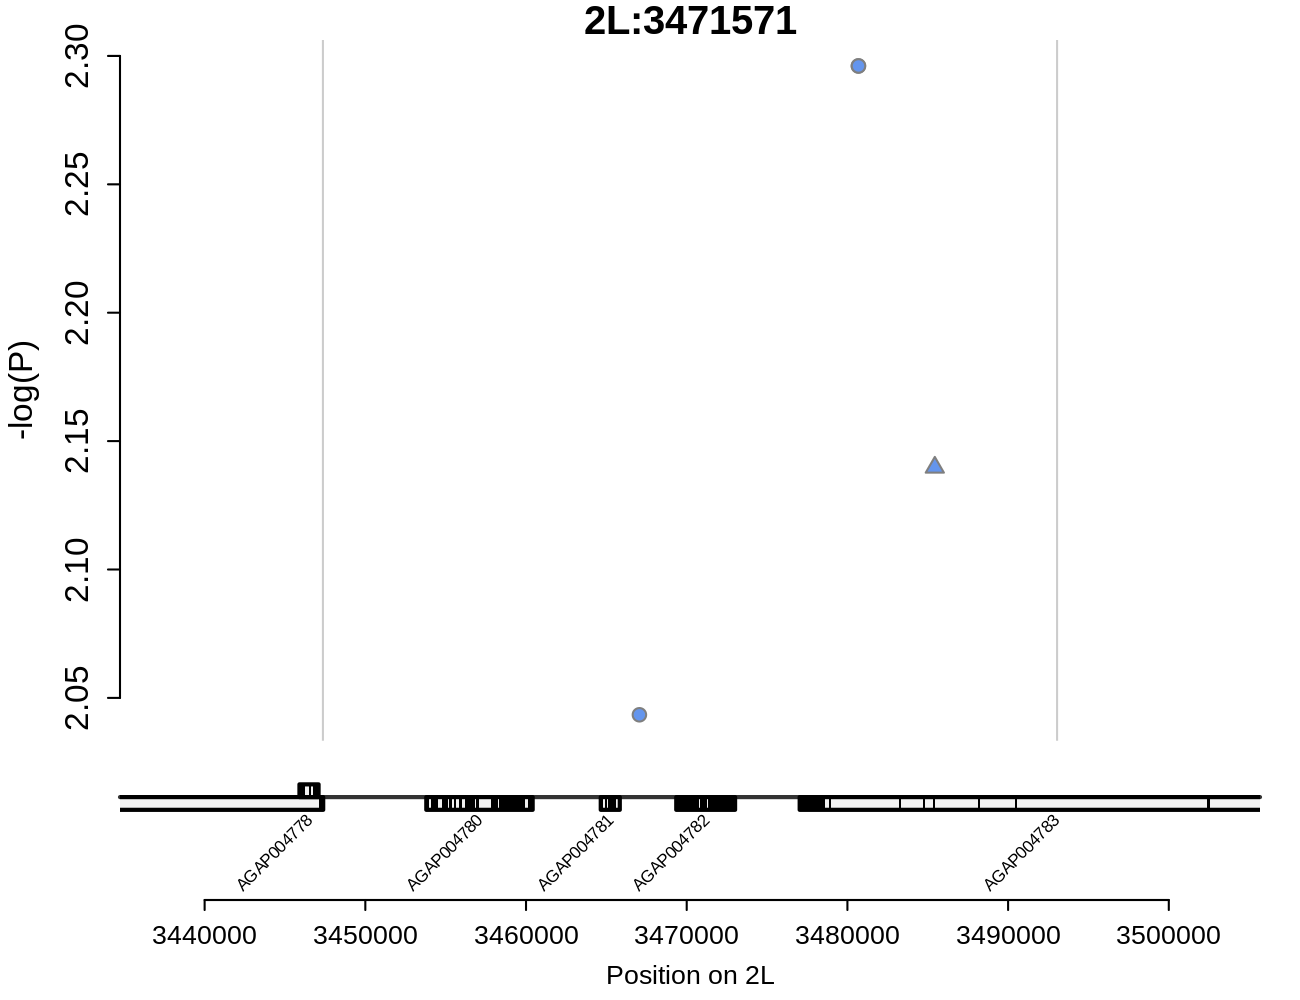 2L:3471571
-log(P)
2.30
2.25
2.20
2.15
2.10
2.05
AGAP004778
AGAP004780
AGAP004781
AGAP004782
AGAP004783
3440000 3450000 3460000 3470000 3480000 3490000 3500000
Position on 2L